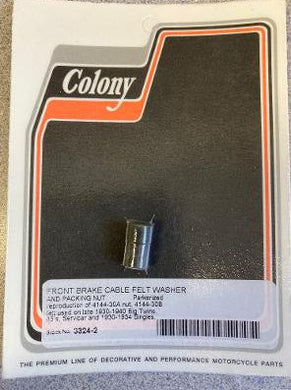 Colony
FRONT BRAKE CABLE FELT WASHER
AND PACKING NUT Parkerized
reproduction of 4144-30A nut, 4144-30B
felt used on late 1930-1940 Big Twins,
45's, Servicar and 1930-1934 Singles.
Stock No. 3324-2
THE PREMIUM LINE OF DECORATIVE AND PERFORMANCE MOTORCYCLE PARTS